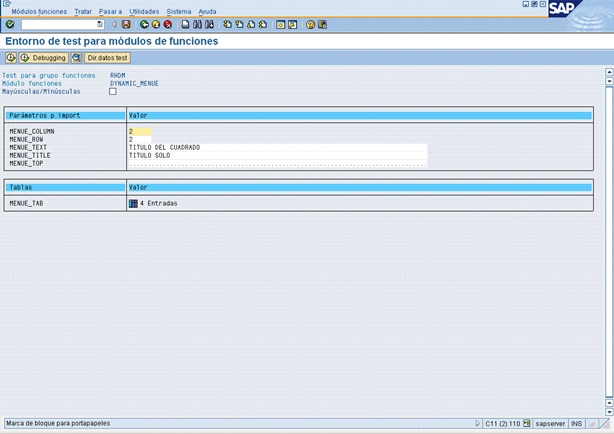 Módulos funciones Tratar Pasar a Utilidades Sistema Ayuda
SAP
Entorno de test para módulos de funciones
Debugging Dir.datos test
Test para grupo funciones RHDM
Módulo funciones DYNAMIC_MENUE
Mayúsculas/Minúsculas
Parámetros p.import Valor
MENUE_COLUMN 2
MENUE_ROW 2
MENUE_TEXT TITULO DEL CUADRADO
MENUE_TITLE TITULO SOLO
MENUE_TOP
Tablas Valor
MENUE_TAB 4 Entradas
Marca de bloque para portapapeles C11 (2) 110 sapserver INS